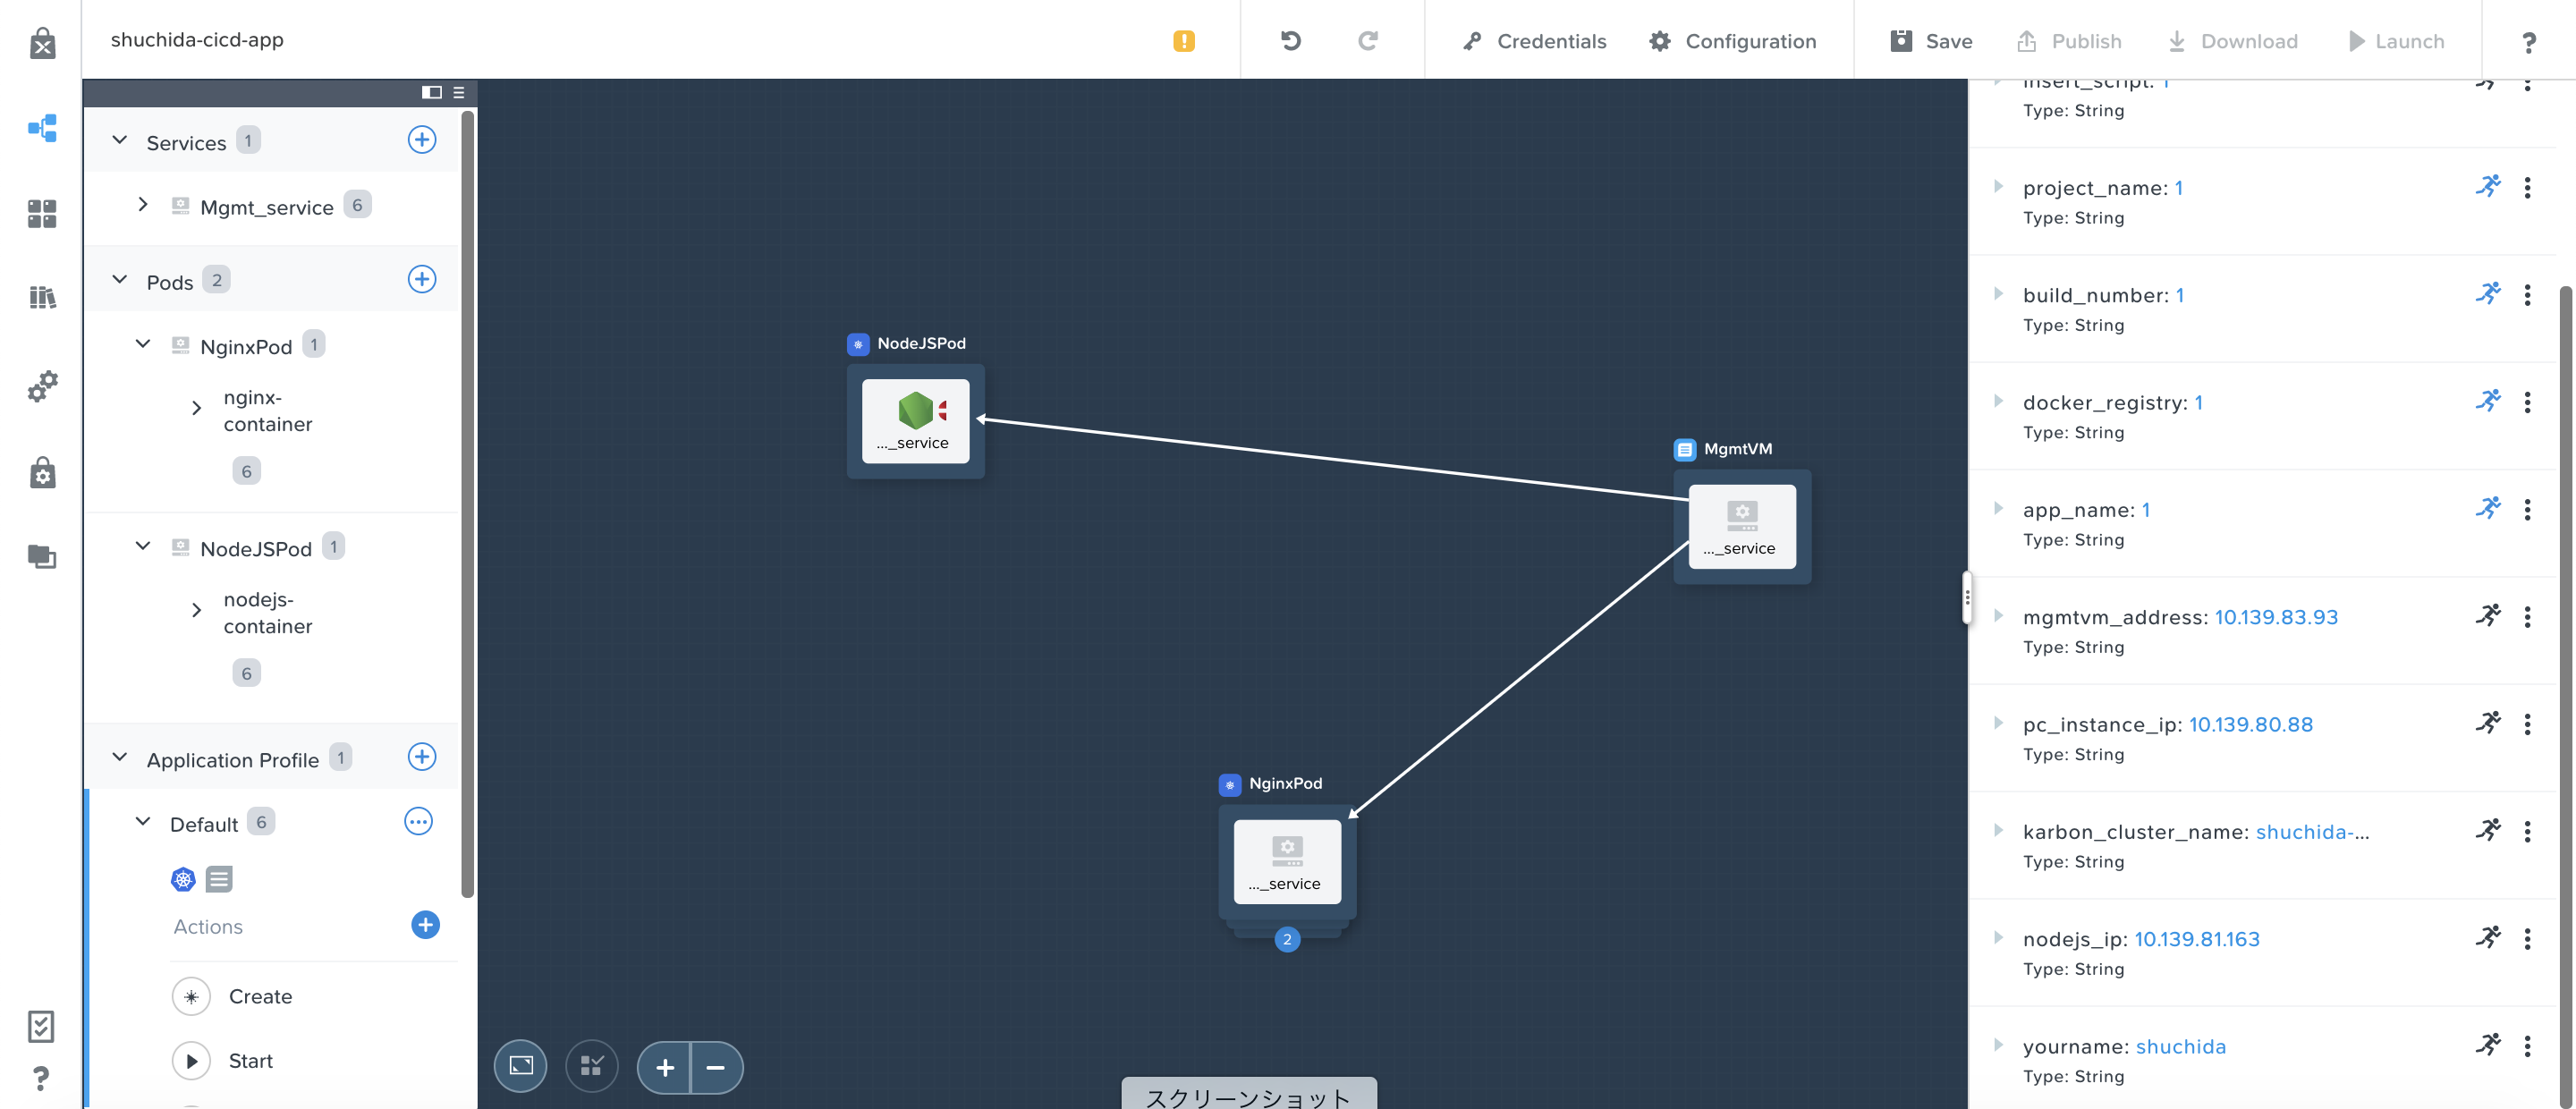 shuchida-cicd-app
Credentials
Configuration
Save
Publish
Download
Launch
?
Services 1
Mgmt_service 6
Pods 2
NginxPod 1
nginx-
container
6
NodeJSPod 1
nodejs-
container
6
Application Profile 1
Default 6
Actions
Create
Start
?
NodeJSPod
..._service
MgmtVM
..._service
NginxPod
..._service
2
スクリーンショット
insert_script: 1
Type: String
project_name: 1
Type: String
build_number: 1
Type: String
docker_registry: 1
Type: String
app_name: 1
Type: String
mgmtvm_address: 10.139.83.93
Type: String
pc_instance_ip: 10.139.80.88
Type: String
karbon_cluster_name: shuchida-...
Type: String
nodejs_ip: 10.139.81.163
Type: String
yourname: shuchida
Type: String